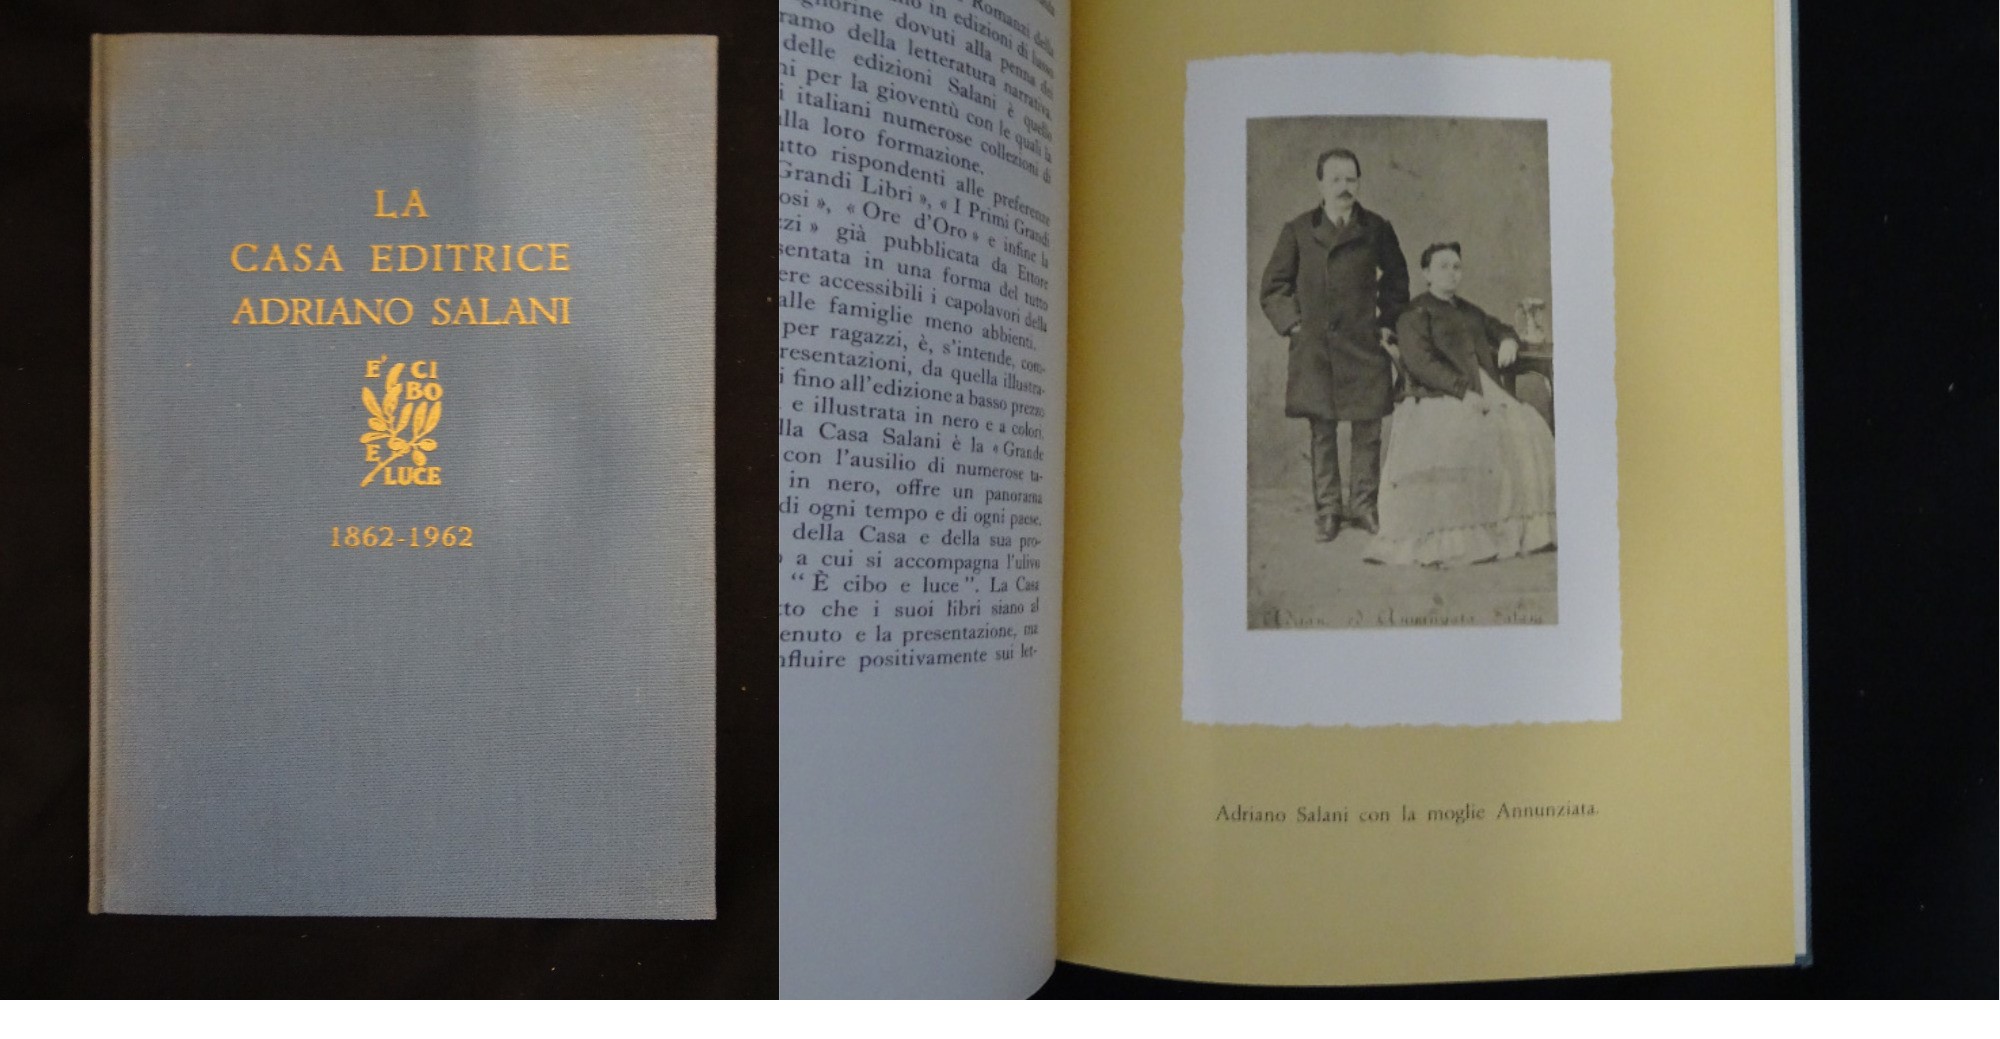 LA
CASA EDITRICE
ADRIANO SALANI
E' CI
BO
E
LUCE
1862-1962
Romanzi della
in edizioni di lusso
dovuti alla penna dei
ramo della letteratura narrativa.
delle edizioni Salani è quella
ni per la gioventù con le quali la
i italiani numerose collezioni di
lla loro formazione.
utto rispondenti alle preferenze
Grandi Libri », « I Primi Grandi
osi », « Ore d'Oro » e infine la
zzi » già pubblicata da Ettore
sentata in una forma del tutto
ere accessibili i capolavori della
alle famiglie meno abbienti.
per ragazzi, è, s'intende, com-
resentazioni, da quella illustra-
i fino all'edizione a basso prezzo
e illustrata in nero e a colori.
lla Casa Salani è la « Grande
con l'ausilio di numerose ta-
in nero, offre un panorama
di ogni tempo e di ogni paese.
della Casa e della sua pro-
a cui si accompagna l'ulivo
“ È cibo e luce ”. La Casa
to che i suoi libri siano al
enuto e la presentazione, ma
nfluire positivamente sui let-
Adriano ed Annunziata Salani
Adriano Salani con la moglie Annunziata.